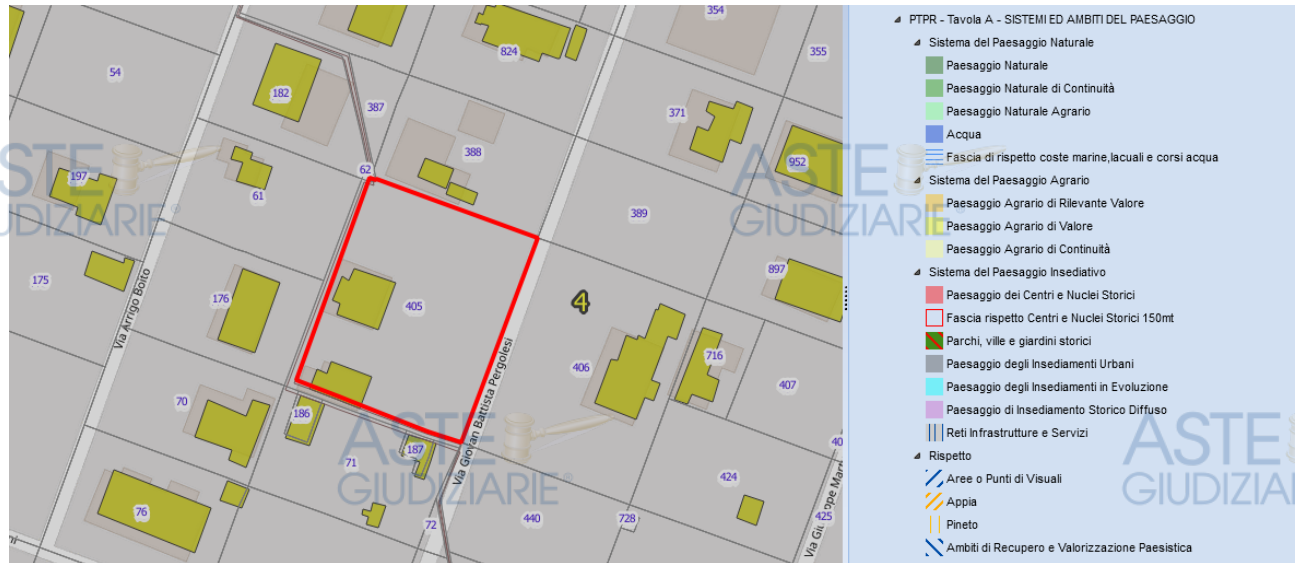 354
824
355
54
182
387
371
388
952
62
197
61
389
175
Via Arrigo Boito
176
897
405
4
406
716
407
Via Giovan Battista Pergolesi
70
186
187
71
424
76
72
440
728
425
PTPR - Tavola A - SISTEMI ED AMBITI DEL PAESAGGIO
Sistema del Paesaggio Naturale
Paesaggio Naturale
Paesaggio Naturale di Continuità
Paesaggio Naturale Agrario
Acqua
Fascia di rispetto coste marine,lacuali e corsi acqua
Sistema del Paesaggio Agrario
Paesaggio Agrario di Rilevante Valore
Paesaggio Agrario di Valore
Paesaggio Agrario di Continuità
Sistema del Paesaggio Insediativo
Paesaggio dei Centri e Nuclei Storici
Fascia rispetto Centri e Nuclei Storici 150mt
Parchi, ville e giardini storici
Paesaggio degli Insediamenti Urbani
Paesaggio degli Insediamenti in Evoluzione
Paesaggio di Insediamento Storico Diffuso
Reti Infrastrutture e Servizi
Rispetto
Aree o Punti di Visuali
Appia
Pineto
Ambiti di Recupero e Valorizzazione Paesistica
ASTE
GIUDIZIARIE®
ASTE
GIUDIZIARIE®